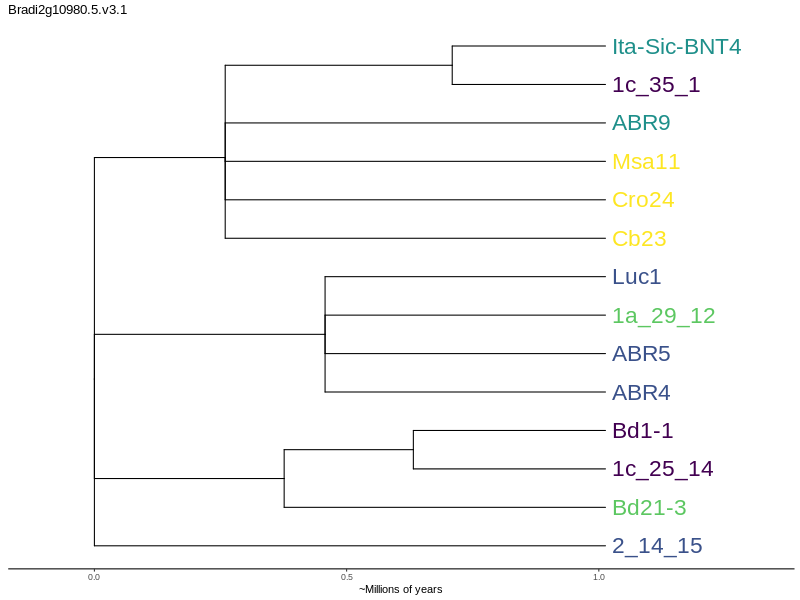 Bradi2g10980.5.v3.1
Ita-Sic-BNT4
1c_35_1
ABR9
Msa11
Cro24
Cb23
Luc1
1a_29_12
ABR5
ABR4
Bd1-1
1c_25_14
Bd21-3
2_14_15
0.0 0.5 1.0
~Millions of years